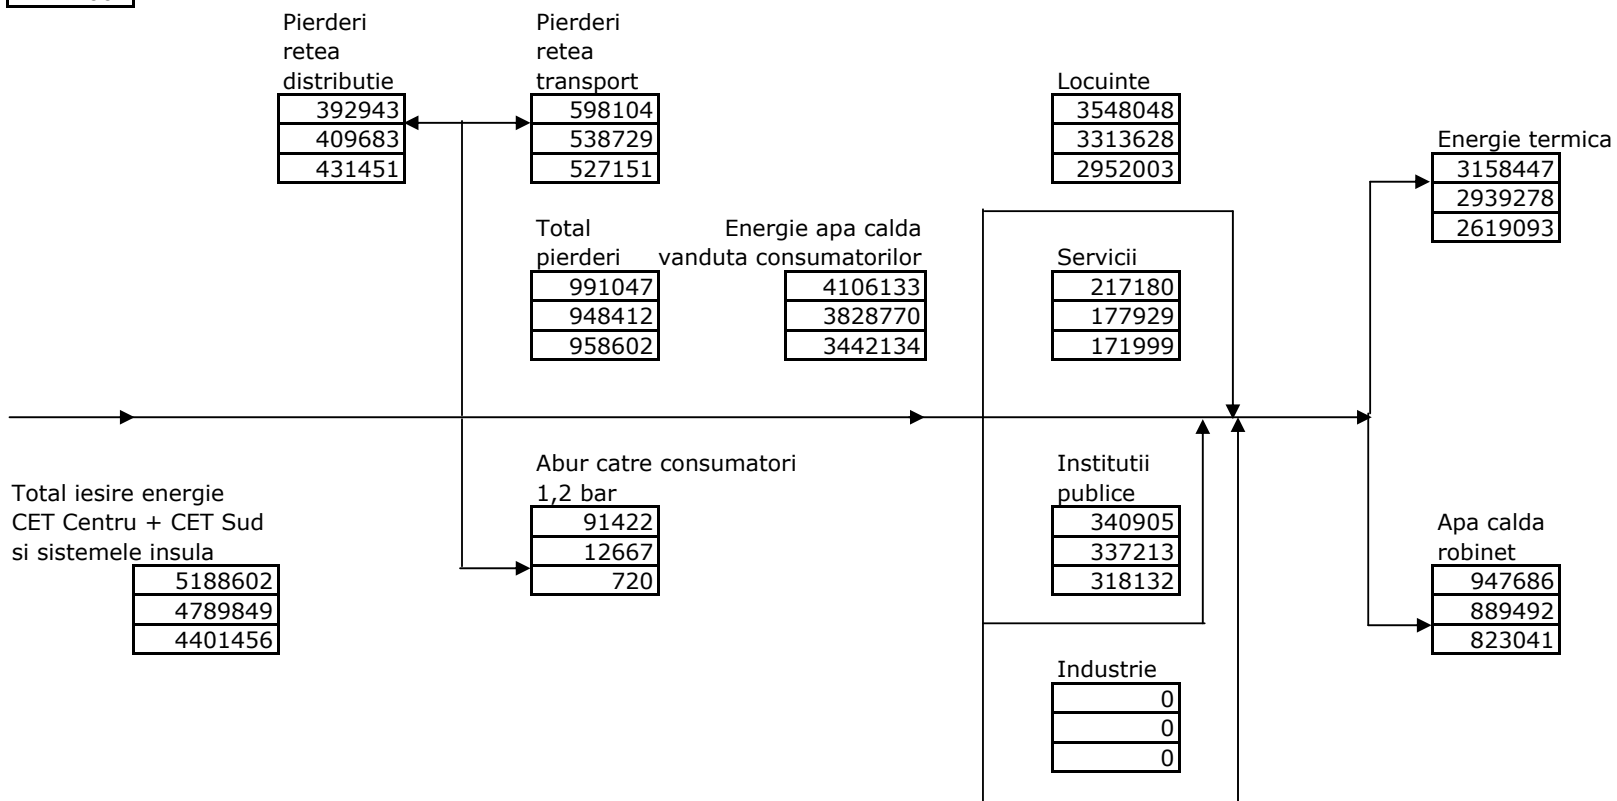 Pierderi
retea
distributie
392943
409683
431451
Pierderi
retea
transport
598104
538729
527151
Locuinte
3548048
3313628
2952003
Energie termica
3158447
2939278
2619093
Total
pierderi
991047
948412
958602
Energie apa calda
vanduta consumatorilor
4106133
3828770
3442134
Servicii
217180
177929
171999
Total iesire energie
CET Centru + CET Sud
si sistemele insula
5188602
4789849
4401456
Abur catre consumatori
1,2 bar
91422
12667
720
Institutii
publice
340905
337213
318132
Apa calda
robinet
947686
889492
823041
Industrie
0
0
0